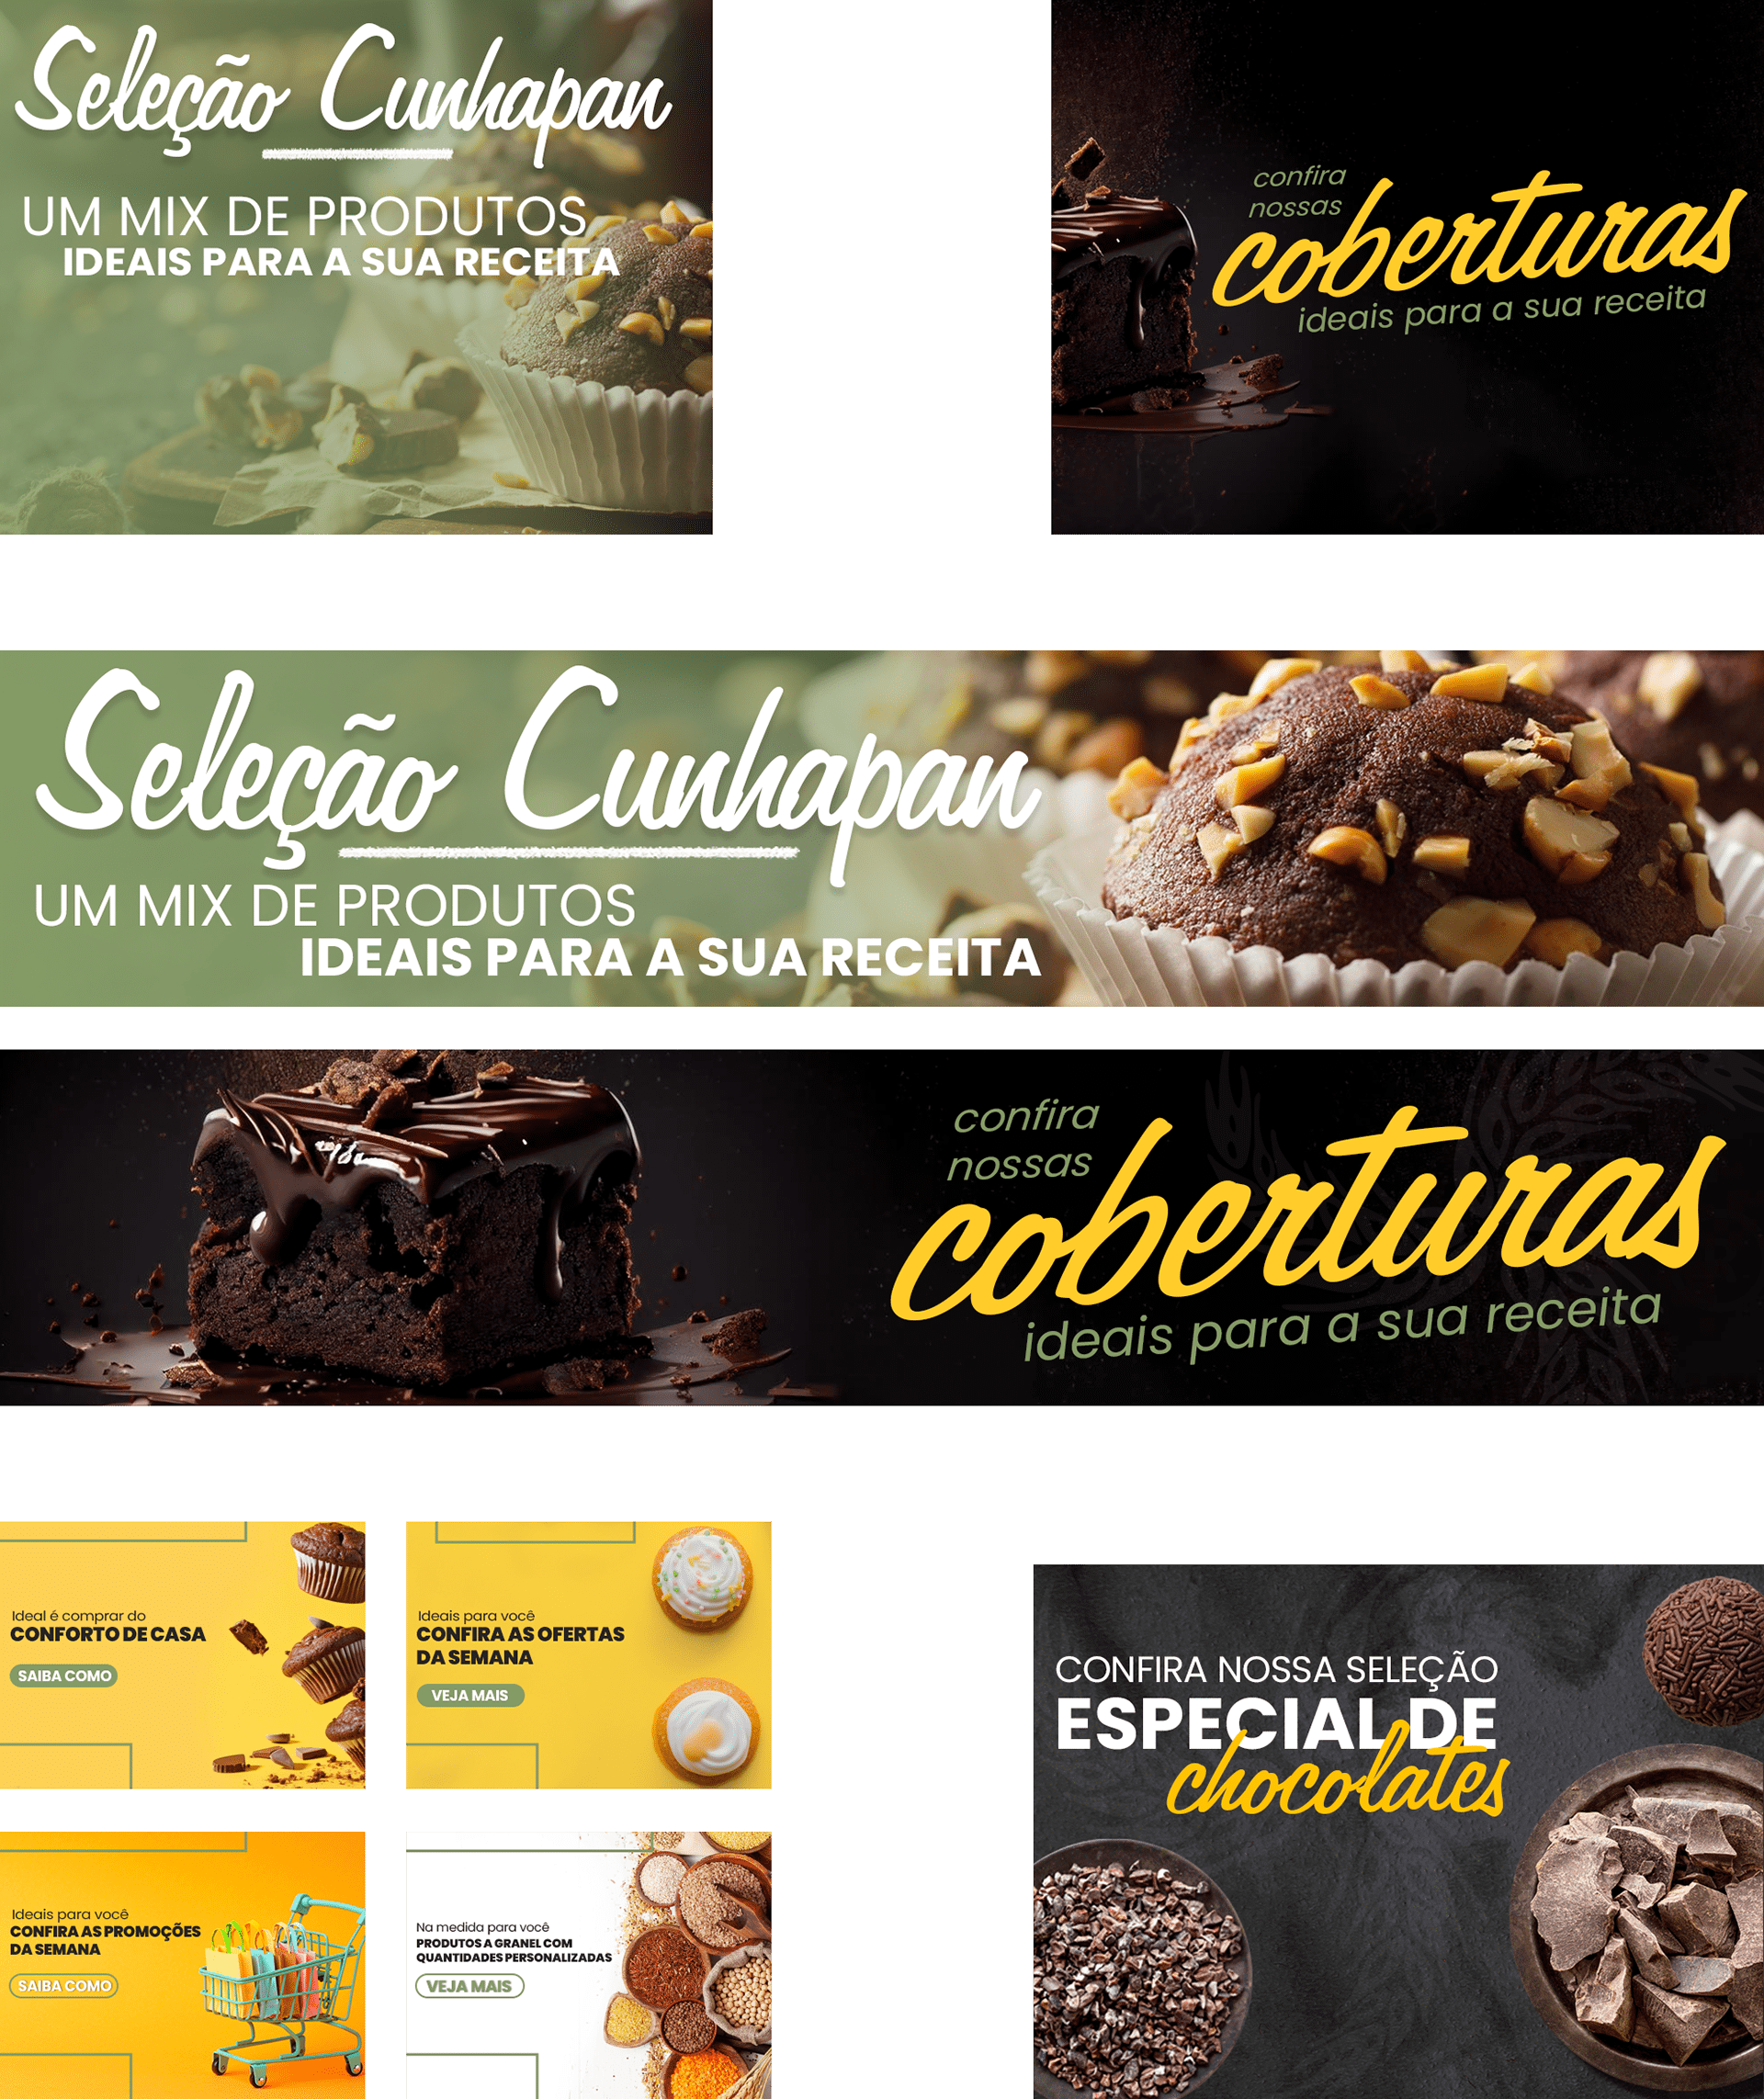 Seleção Cunhapan
UM MIX DE PRODUTOS
IDEAIS PARA A SUA RECEITA
confira
nossas
coberturas
ideais para a sua receita
Seleção Cunhapan
UM MIX DE PRODUTOS
IDEAIS PARA A SUA RECEITA
confira
nossas
coberturas
ideais para a sua receita
Ideal é comprar do
CONFORTO DE CASA
SAIBA COMO
Ideais para você
CONFIRA AS OFERTAS
DA SEMANA
VEJA MAIS
Ideais para você
CONFIRA AS PROMOÇÕES
DA SEMANA
SAIBA COMO
Na medida para você
PRODUTOS A GRANEL COM
QUANTIDADES PERSONALIZADAS
VEJA MAIS
CONFIRA NOSSA SELEÇÃO
ESPECIAL DE
chocolates